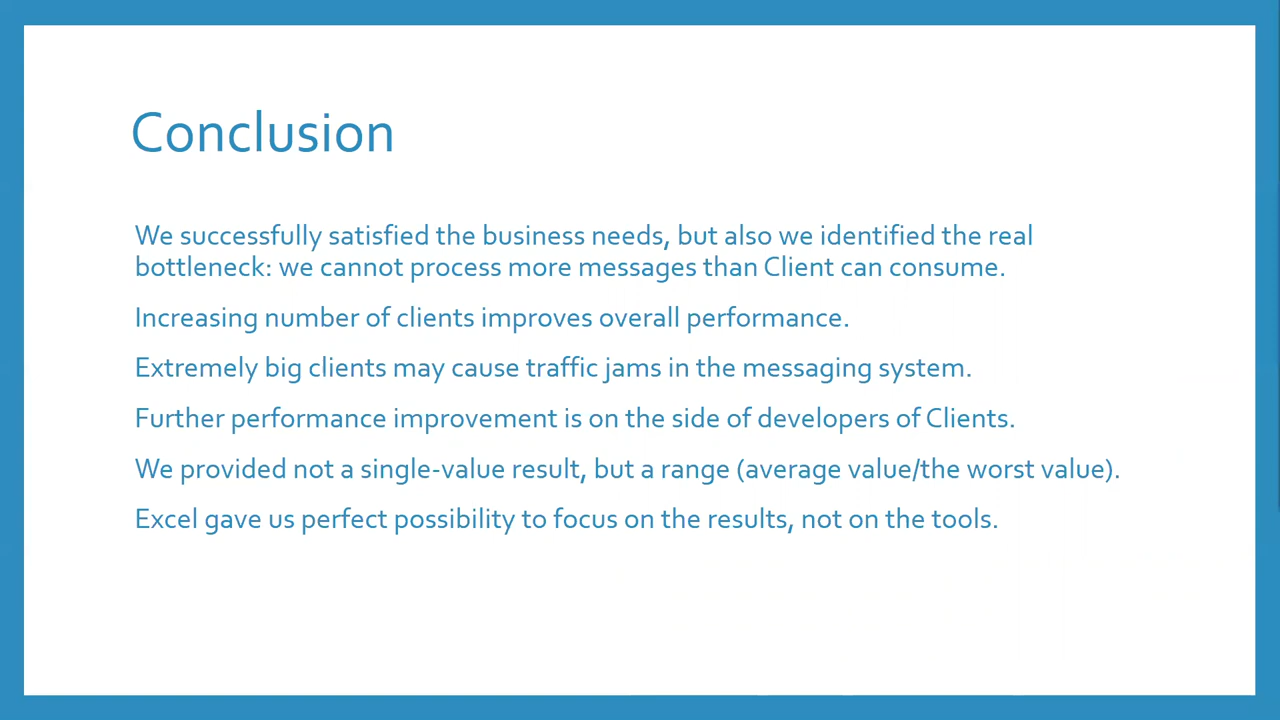 Conclusion
We successfully satisfied the business needs, but also we identified the real
bottleneck: we cannot process more messages than Client can consume.
Increasing number of clients improves overall performance.
Extremely big clients may cause traffic jams in the messaging system.
Further performance improvement is on the side of developers of Clients.
We provided not a single-value result, but a range (average value/the worst value).
Excel gave us perfect possibility to focus on the results, not on the tools.